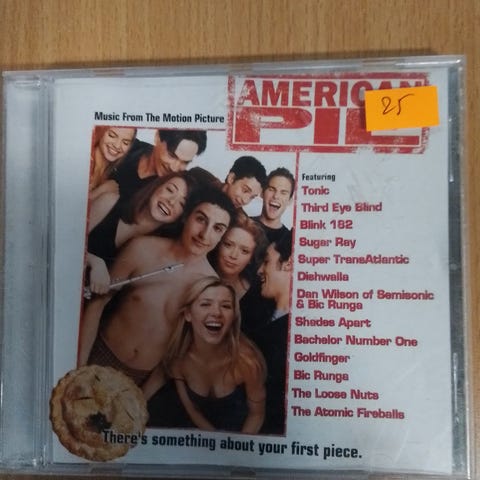 AMERICAN
PIE
25
Music From The Motion Picture
Featuring
Tonic
Third Eye Blind
Blink 182
Sugar Ray
Super TransAtlantic
Dishwalla
Dan Wilson of Semisonic
& Bic Runga
Shades Apart
Bachelor Number One
Goldfinger
Bic Runga
The Loose Nuts
The Atomic Fireballs
There's something about your first piece.